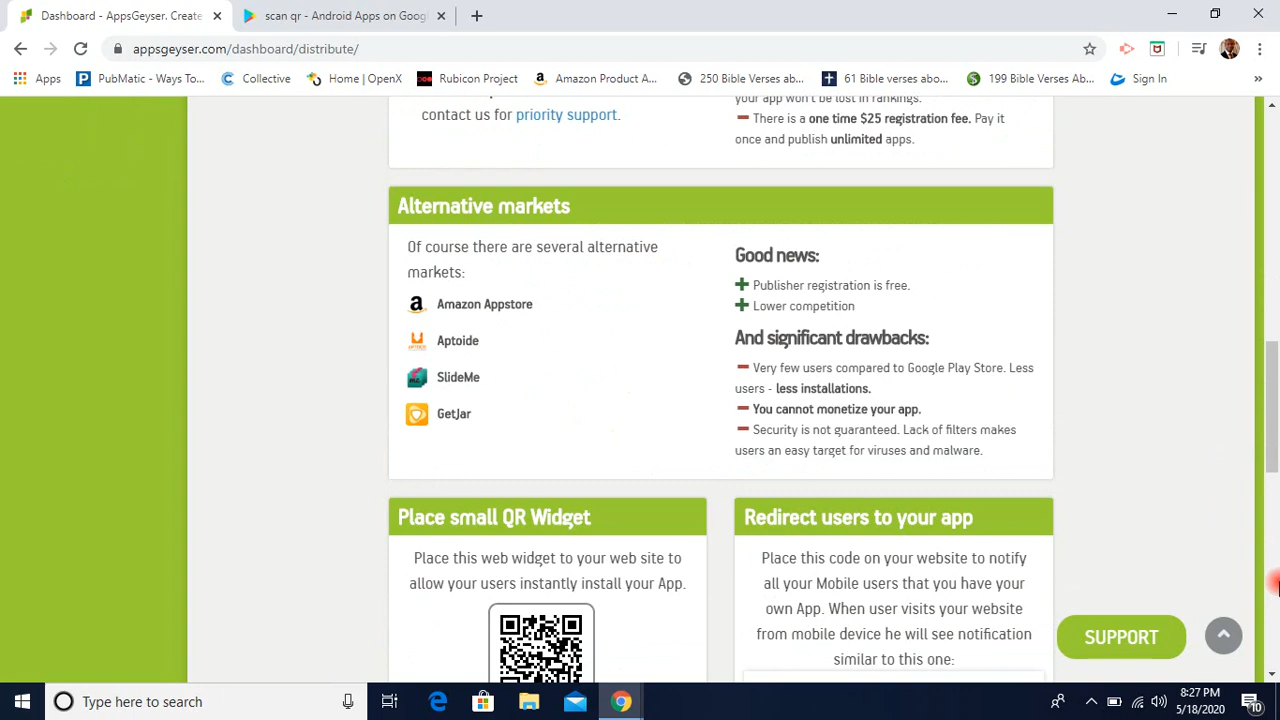 Dashboard - AppsGeyser. Create
scan qr - Android Apps on Goog
appsgeyser.com/dashboard/distribute/
Apps
PubMatic - Ways To...
Collective
Home | OpenX
Rubicon Project
Amazon Product A...
250 Bible Verses ab...
61 Bible verses abo...
199 Bible Verses Ab...
Sign In
»
contact us for priority support.
your app won't be lost in rankings.
There is a one time $25 registration fee. Pay it
once and publish unlimited apps.
Alternative markets
Of course there are several alternative
markets:
Amazon Appstore
Aptoide
SlideMe
GetJar
Good news:
Publisher registration is free.
Lower competition
And significant drawbacks:
Very few users compared to Google Play Store. Less
users - less installations.
You cannot monetize your app.
Security is not guaranteed. Lack of filters makes
users an easy target for viruses and malware.
Place small QR Widget
Place this web widget to your web site to
allow your users instantly install your App.
Redirect users to your app
Place this code on your website to notify
all your Mobile users that you have your
own App. When user visits your website
from mobile device he will see notification
similar to this one:
SUPPORT
Type here to search
8:27 PM
5/18/2020
10